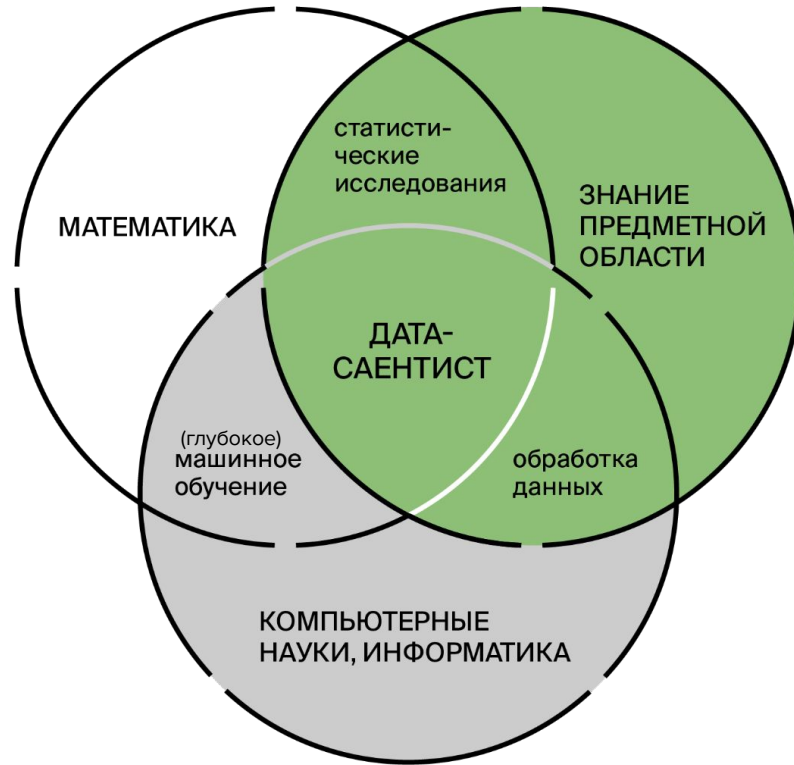 статисти-
ческие
исследования
МАТЕМАТИКА
ЗНАНИЕ
ПРЕДМЕТНОЙ
ОБЛАСТИ
ДАТА-
САЕНТИСТ
(глубокое)
машинное
обучение
обработка
данных
КОМПЬЮТЕРНЫЕ
НАУКИ, ИНФОРМАТИКА